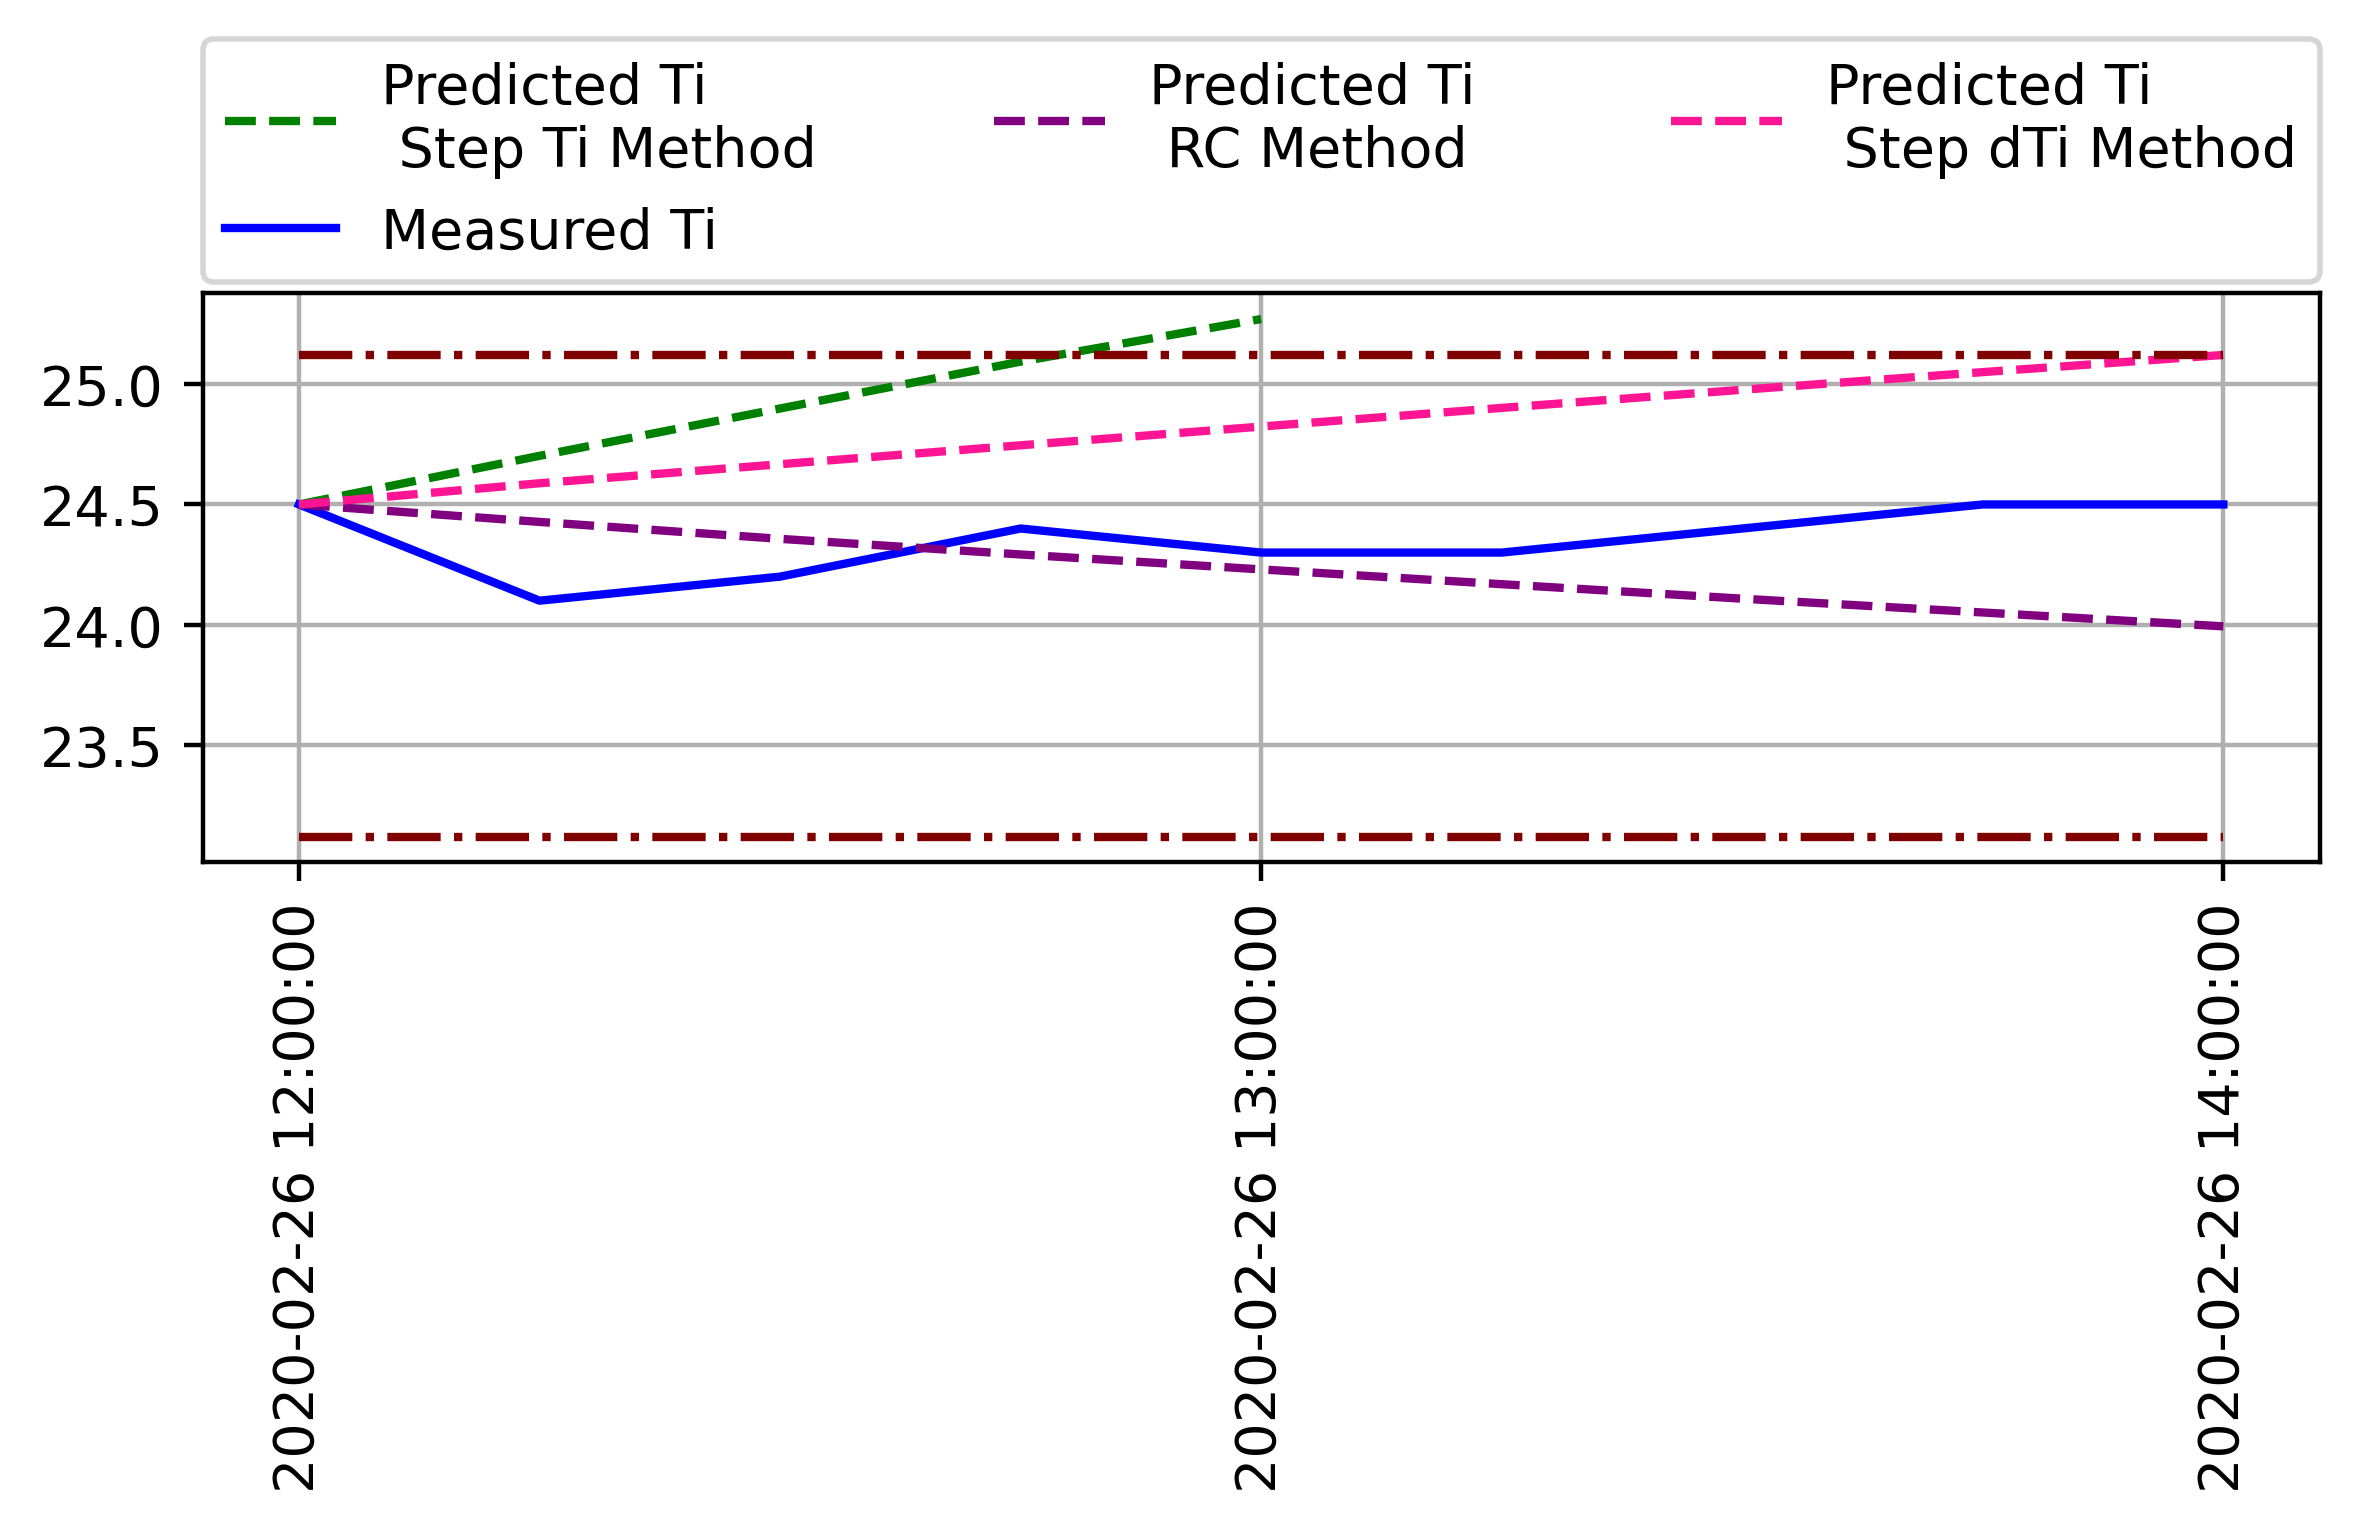 Predicted Ti
Step Ti Method
Predicted Ti
RC Method
Predicted Ti
Step dTi Method
Measured Ti
25.0
24.5
24.0
23.5
2020-02-26 12:00:00
2020-02-26 13:00:00
2020-02-26 14:00:00